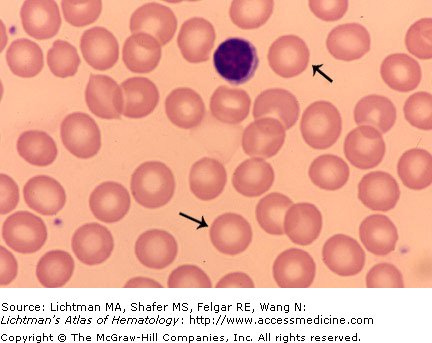 Source: Lichtman MA, Shafer MS, Felgar RE, Wang N:
Lichtman's Atlas of Hematology: http://www.accessmedicine.com
Copyright © The McGraw-Hill Companies, Inc. All rights reserved.